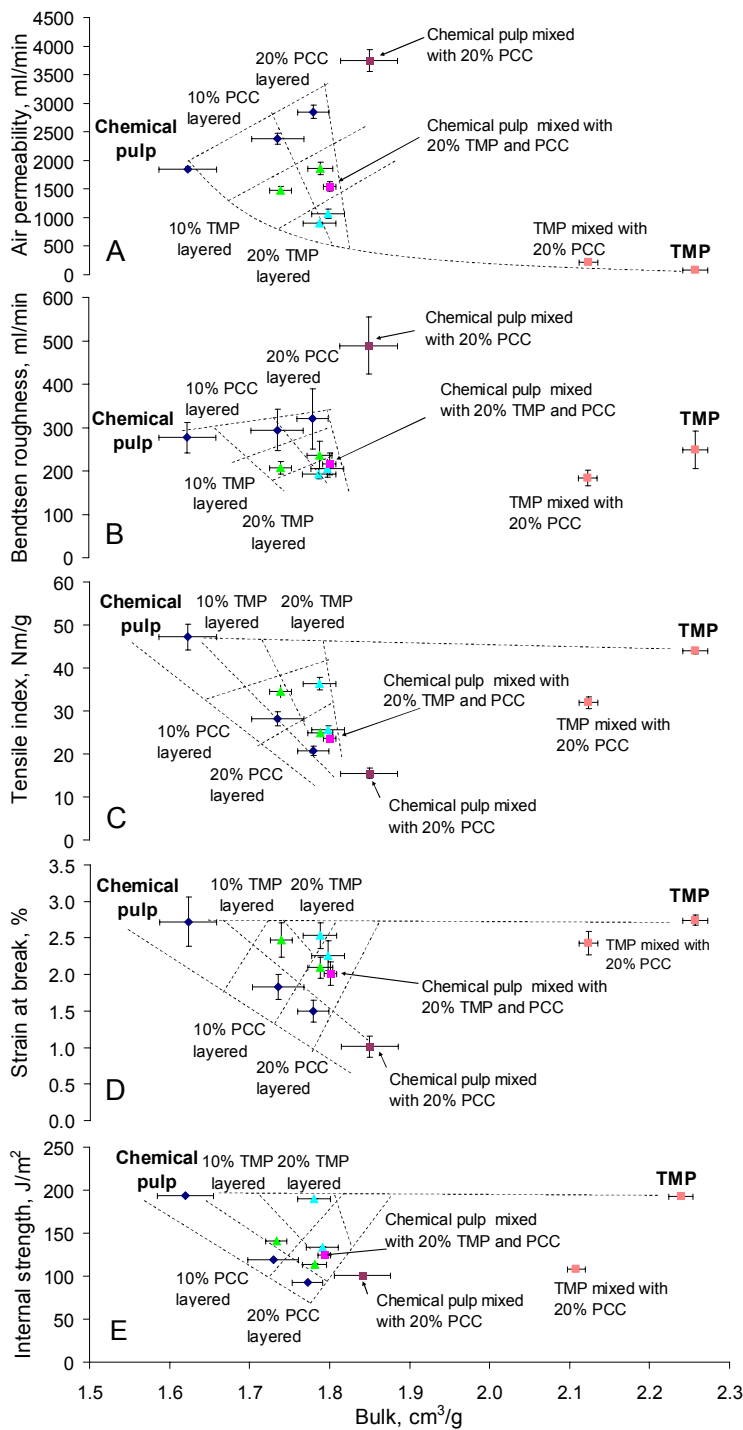 Air permeability, ml/min
4500
4000
3500
3000
2500
2000
1500
1000
500
0
Chemical pulp mixed
with 20% PCC
20% PCC
layered
10% PCC
layered
Chemical
pulp
Chemical pulp mixed with
20% TMP and PCC
10% TMP
layered
20% TMP
layered
TMP mixed with
20% PCC
TMP
A
Bendtsen roughness, ml/min
600
500
400
300
200
100
0
Chemical pulp mixed
with 20% PCC
20% PCC
layered
10% PCC
layered
Chemical
pulp
Chemical pulp mixed
with 20% TMP and PCC
TMP
10% TMP
layered
20% TMP
layered
TMP mixed with
20% PCC
B
Tensile index, Nm/g
60
50
40
30
20
10
0
Chemical
pulp
10% TMP
layered
20% TMP
layered
TMP
Chemical pulp mixed with
20% TMP and PCC
10% PCC
layered
20% PCC
layered
TMP mixed with
20% PCC
Chemical pulp mixed
with 20% PCC
C
Strain at break, %
3.5
3.0
2.5
2.0
1.5
1.0
0.5
0.0
Chemical
pulp
10% TMP
layered
20% TMP
layered
TMP
TMP mixed with
20% PCC
Chemical pulp mixed with
20% TMP and PCC
10% PCC
layered
20% PCC
layered
Chemical pulp mixed
with 20% PCC
D
Internal strength, J/m²
250
200
150
100
50
0
Chemical
pulp
10% TMP
layered
20% TMP
layered
TMP
Chemical pulp mixed
with 20% TMP and PCC
10% PCC
layered
20% PCC
layered
Chemical pulp mixed
with 20% PCC
TMP mixed with
20% PCC
E
1.5 1.6 1.7 1.8 1.9 2.0 2.1 2.2 2.3
Bulk, cm³/g